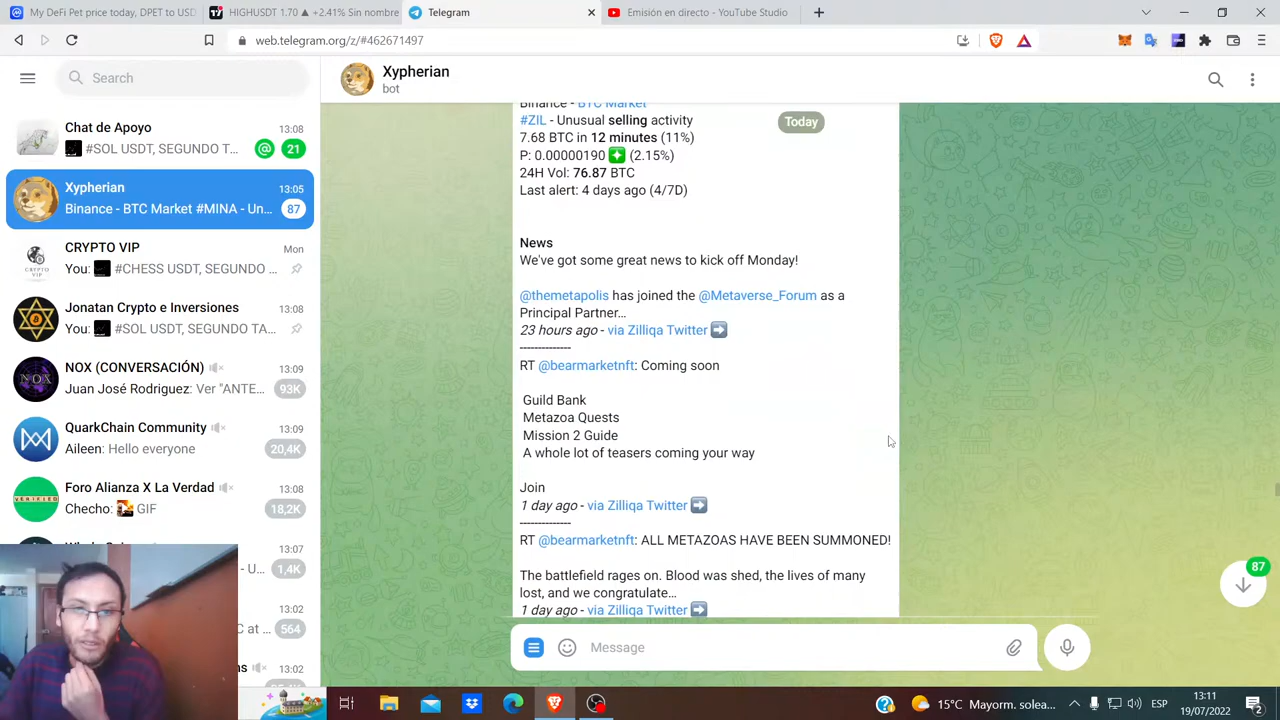 My DeFi Pet price today, DPET to USD
HIGHUSDT 1.70 ▲ +2.41% Sin nombre
Telegram
Emisión en directo - YouTube Studio
web.telegram.org/z/#462671497
Search
Xypherian
bot
Chat de Apoyo
13:08
#SOL USDT, SEGUNDO T...
@
21
Xypherian
13:05
Binance - BTC Market #MINA - Un...
87
CRYPTO VIP
Mon
You: #CHESS USDT, SEGUNDO ...
Jonatan Crypto e Inversiones
13:08
You: #SOL USDT, SEGUNDO TA...
NOX (CONVERSACIÓN)
13:09
Juan José Rodriguez: Ver "ANTE...
93K
QuarkChain Community
13:09
Aileen: Hello everyone
20,4K
Foro Alianza X La Verdad
13:08
Checho: GIF
18,2K
13:07
- U...
1,4K
13:02
C at ...
564
13:02
Binance - BTC Market
#ZIL - Unusual selling activity
Today
7.68 BTC in 12 minutes (11%)
P: 0.00000190 (2.15%)
24H Vol: 76.87 BTC
Last alert: 4 days ago (4/7D)
News
We've got some great news to kick off Monday!
@themetapolis has joined the @Metaverse_Forum as a
Principal Partner...
23 hours ago - via Zilliqa Twitter
--------------
RT @bearmarketnft: Coming soon
Guild Bank
Metazoa Quests
Mission 2 Guide
A whole lot of teasers coming your way
Join
1 day ago - via Zilliqa Twitter
--------------
RT @bearmarketnft: ALL METAZOAS HAVE BEEN SUMMONED!
The battlefield rages on. Blood was shed, the lives of many
lost, and we congratulate...
1 day ago - via Zilliqa Twitter
87
Message
15°C Mayorm. solea...
ESP
13:11
19/07/2022
2